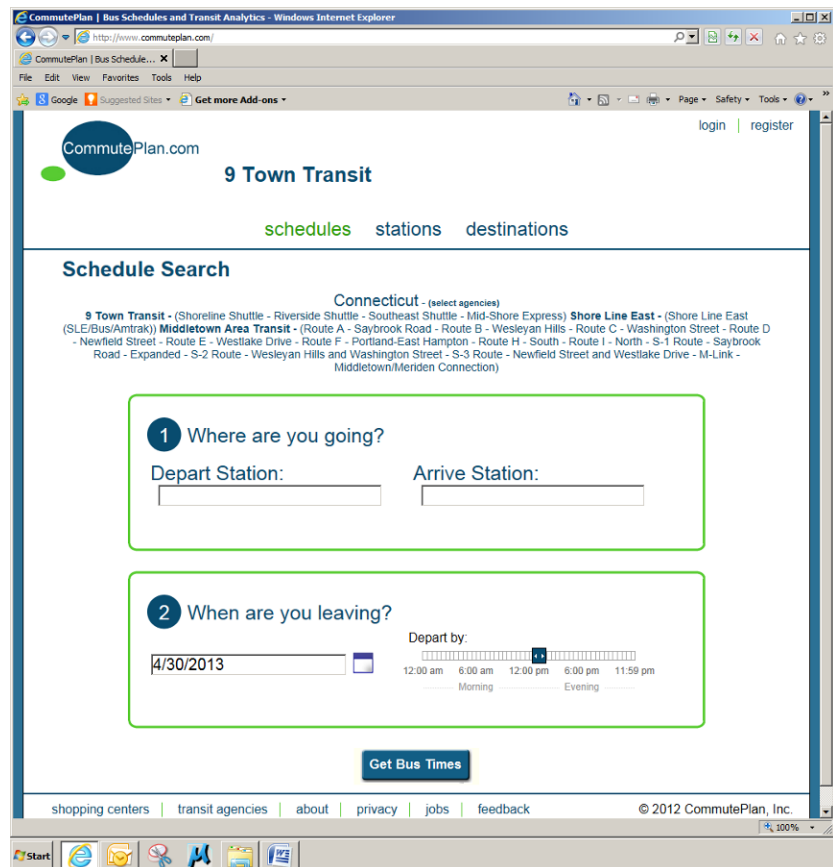 CommutePlan | Bus Schedules and Transit Analytics - Windows Internet Explorer
http://www.commuteplan.com/
CommutePlan | Bus Schedule...
File Edit View Favorites Tools Help
Google Suggested Sites Get more Add-ons Page Safety Tools
login | register
CommutePlan.com
9 Town Transit
schedules stations destinations
Schedule Search
Connecticut - (select agencies)
9 Town Transit - (Shoreline Shuttle - Riverside Shuttle - Southeast Shuttle - Mid-Shore Express) Shore Line East - (Shore Line East
(SLE/Bus/Amtrak)) Middletown Area Transit - (Route A - Saybrook Road - Route B - Wesleyan Hills - Route C - Washington Street - Route D
- Newfield Street - Route E - Westlake Drive - Route F - Portland-East Hampton - Route H - South - Route I - North - S-1 Route - Saybrook
Road - Expanded - S-2 Route - Wesleyan Hills and Washington Street - S-3 Route - Newfield Street and Westlake Drive - M-Link -
Middletown/Meriden Connection)
1 Where are you going?
Depart Station: Arrive Station:
2 When are you leaving?
Depart by:
4/30/2013
12:00 am 6:00 am 12:00 pm 6:00 pm 11:59 pm
Morning Evening
Get Bus Times
shopping centers | transit agencies | about | privacy | jobs | feedback © 2012 CommutePlan, Inc.
100%
Start